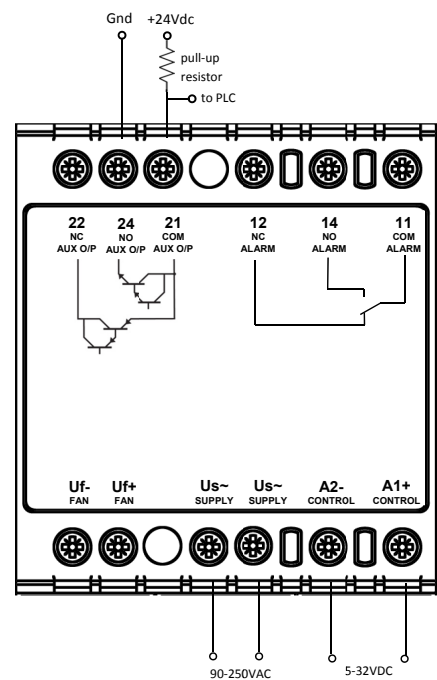 Gnd +24Vdc
pull-up
resistor
to PLC
22 24 21 12 14 11
NC NO COM NC NO COM
AUX O/P AUX O/P AUX O/P ALARM ALARM ALARM
Uf- Uf+ Us~ Us~ A2- A1+
FAN FAN SUPPLY SUPPLY CONTROL CONTROL
90-250VAC 5-32VDC